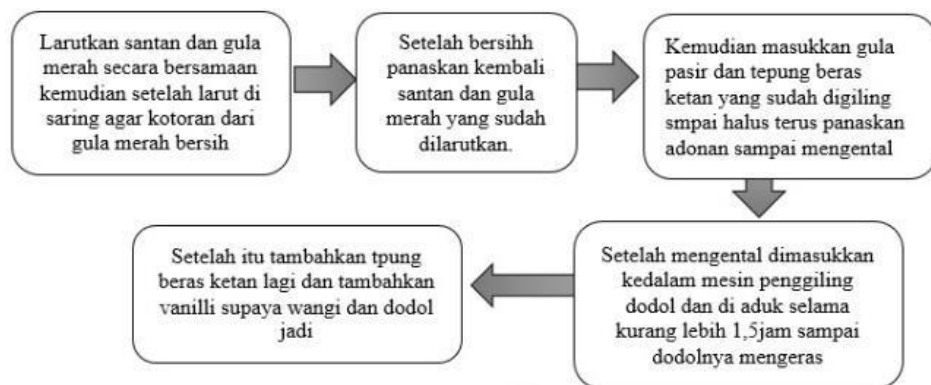 Larutkan santan dan gula
merah secara bersamaan
kemudian setelah larut di
saring agar kotoran dari
gula merah bersih
Setelah bersihh
panaskan kembali
santan dan gula
merah yang sudah
dilarutkan.
Kemudian masukkan gula
pasir dan tepung beras
ketan yang sudah digiling
smpai halus terus panaskan
adonan sampai mengental
Setelah mengental dimasukkan
kedalam mesin penggiling
dodol dan di aduk selama
kurang lebih 1,5jam sampai
dodolnya mengeras
Setelah itu tambahkan tpung
beras ketan lagi dan tambahkan
vanilli supaya wangi dan dodol
jadi